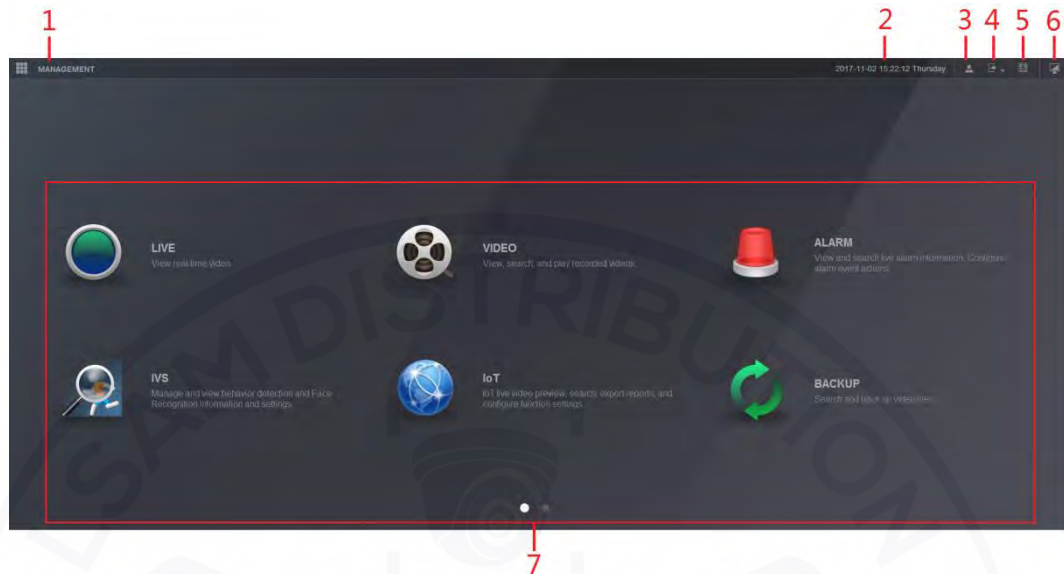 1 2 3 4 5 6
MANAGEMENT 2017-11-02 15:22:12 Thursday
LIVE
View real-time video.
VIDEO
View, search, and play recorded videos.
ALARM
View and search live alarm information. Configure
alarm event actions.
IVS
Manage and view behavior detection and Face
Recognition information and settings.
IoT
IoT live video preview, search, export reports, and
configure function settings.
BACKUP
Search and back up video files.
SAM DISTRIBUTION
7